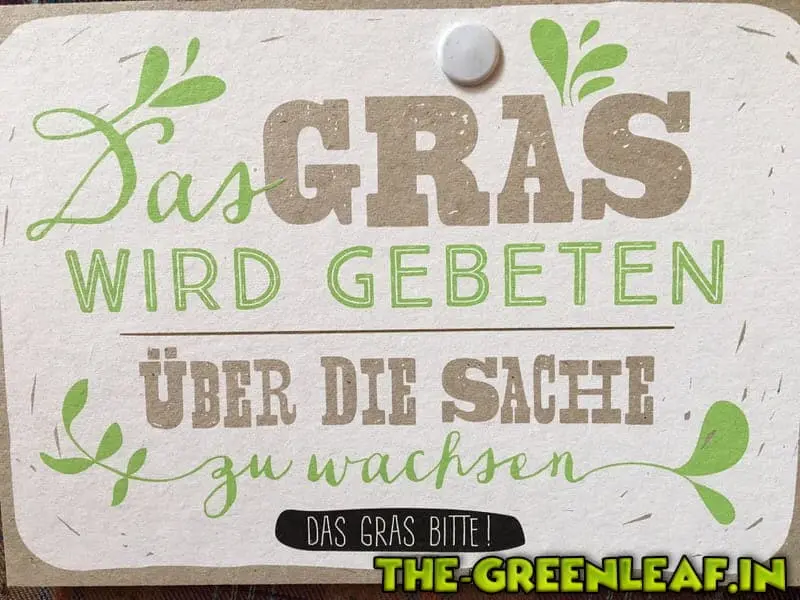 Das GRAS
WIRD GEBETEN
ÜBER DIE SACHE
zu wachsen
DAS GRAS BITTE!
THE-GREENLEAF.IN